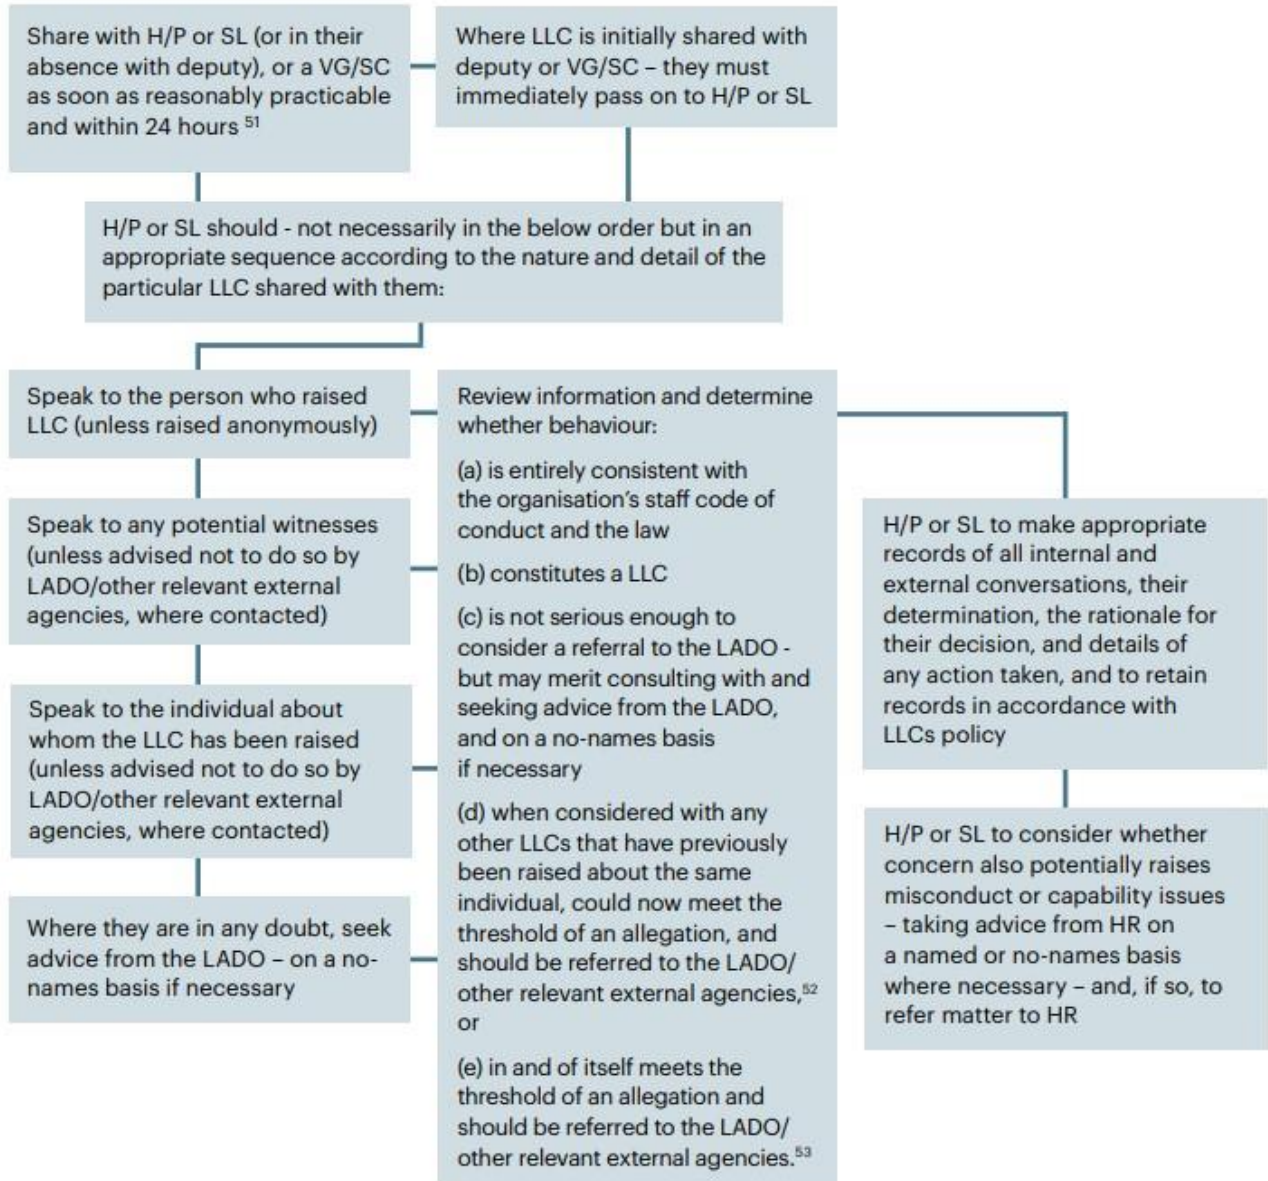 Share with H/P or SL (or in their
absence with deputy), or a VG/SC
as soon as reasonably practicable
and within 24 hours 51
Where LLC is initially shared with
deputy or VG/SC – they must
immediately pass on to H/P or SL
H/P or SL should - not necessarily in the below order but in an
appropriate sequence according to the nature and detail of the
particular LLC shared with them:
Speak to the person who raised
LLC (unless raised anonymously)
Speak to any potential witnesses
(unless advised not to do so by
LADO/other relevant external
agencies, where contacted)
Speak to the individual about
whom the LLC has been raised
(unless advised not to do so by
LADO/other relevant external
agencies, where contacted)
Where they are in any doubt, seek
advice from the LADO – on a no-
names basis if necessary
Review information and determine
whether behaviour:
(a) is entirely consistent with
the organisation's staff code of
conduct and the law
(b) constitutes a LLC
(c) is not serious enough to
consider a referral to the LADO -
but may merit consulting with and
seeking advice from the LADO,
and on a no-names basis
if necessary
(d) when considered with any
other LLCs that have previously
been raised about the same
individual, could now meet the
threshold of an allegation, and
should be referred to the LADO/
other relevant external agencies,52
or
(e) in and of itself meets the
threshold of an allegation and
should be referred to the LADO/
other relevant external agencies.53
H/P or SL to make appropriate
records of all internal and
external conversations, their
determination, the rationale for
their decision, and details of
any action taken, and to retain
records in accordance with
LLCs policy
H/P or SL to consider whether
concern also potentially raises
misconduct or capability issues
– taking advice from HR on
a named or no-names basis
where necessary – and, if so, to
refer matter to HR